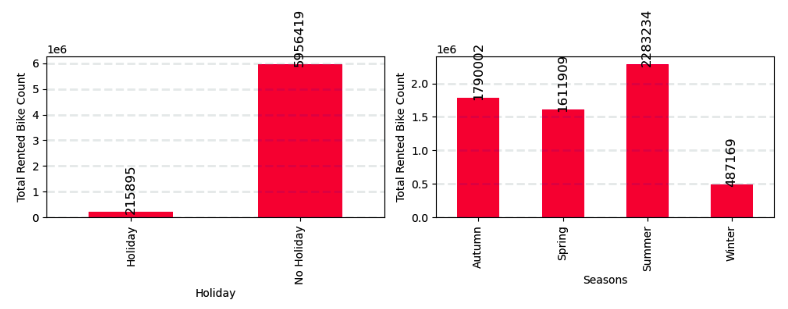 1e6
Total Rented Bike Count
6
5
4
3
2
1
0
215895
5956419
Holiday
No Holiday
Holiday
1e6
Total Rented Bike Count
2.0
1.5
1.0
0.5
0.0
1790002
1611909
2283234
487169
Autumn
Spring
Summer
Winter
Seasons